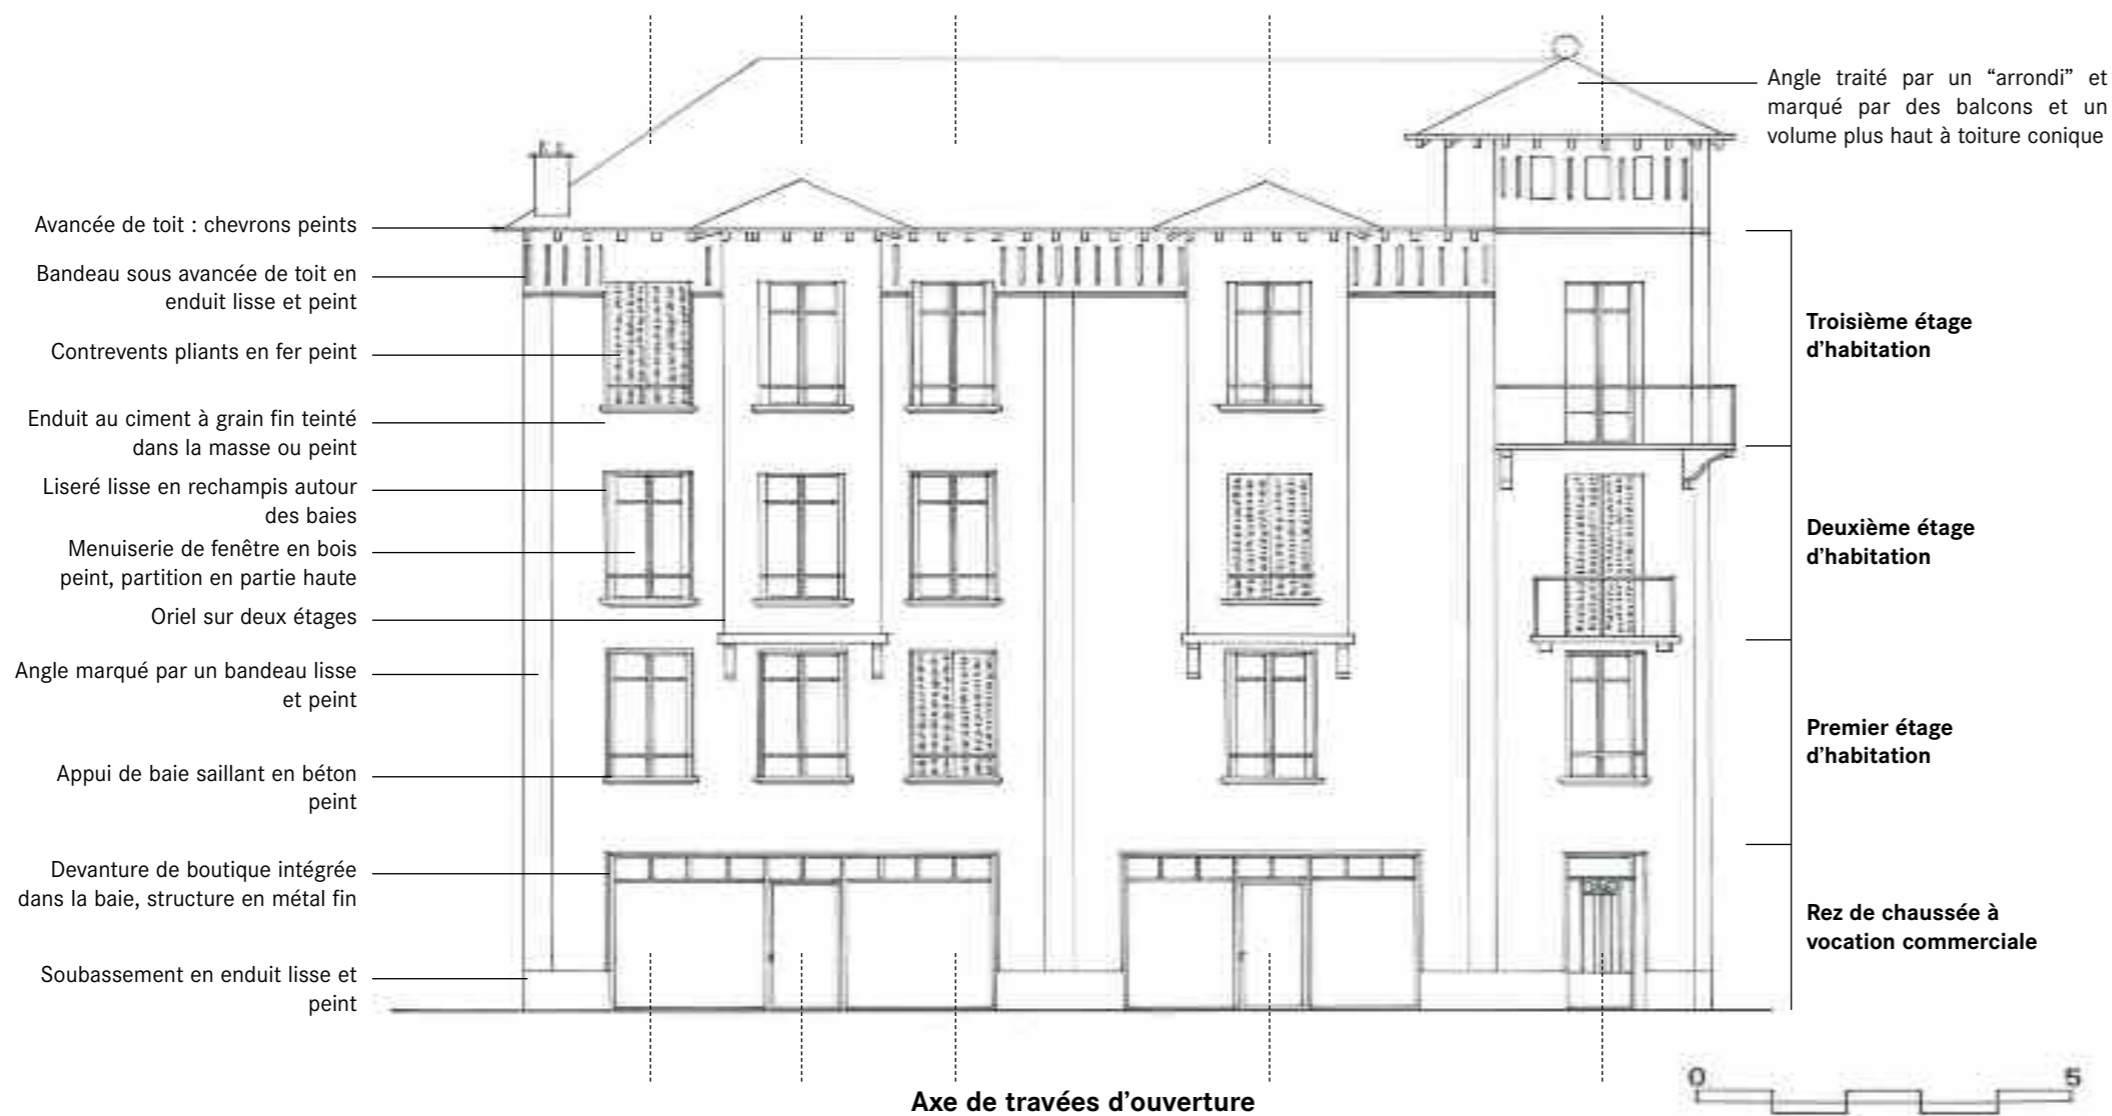 Angle traité par un “arrondi” et
marqué par des balcons et un
volume plus haut à toiture conique
Avancée de toit : chevrons peints
Bandeau sous avancée de toit en
enduit lisse et peint
Contrevents pliants en fer peint
Enduit au ciment à grain fin teinté
dans la masse ou peint
Liseré lisse en rechampis autour
des baies
Menuiserie de fenêtre en bois
peint, partition en partie haute
Oriel sur deux étages
Angle marqué par un bandeau lisse
et peint
Appui de baie saillant en béton
peint
Devanture de boutique intégrée
dans la baie, structure en métal fin
Soubassement en enduit lisse et
peint
Troisième étage
d’habitation
Deuxième étage
d’habitation
Premier étage
d’habitation
Rez de chaussée à
vocation commerciale
Axe de travées d’ouverture
0 5